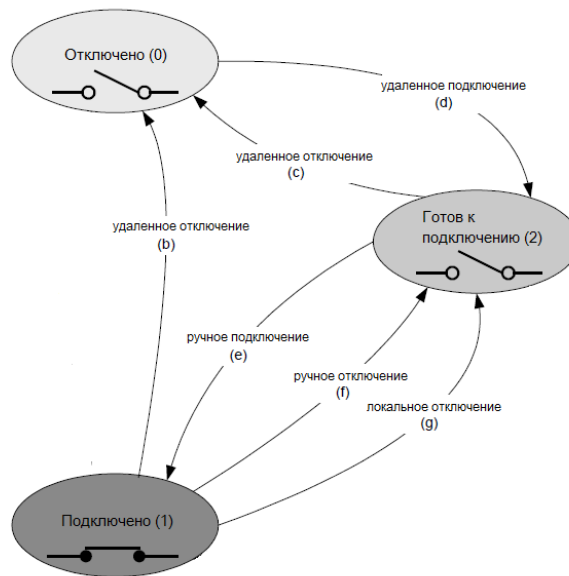 Отключено (0)
удаленное подключение
(d)
удаленное отключение
(c)
удаленное отключение
(b)
Готов к
подключению (2)
ручное подключение
(e)
ручное отключение
(f)
локальное отключение
(g)
Подключено (1)